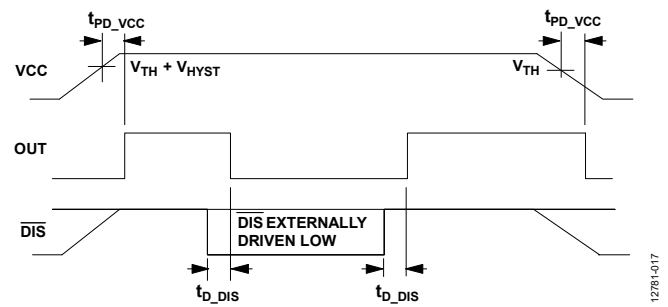 tPD_VCC
tPD_VCC
VCC
VTH + VHYST
VTH
OUT
DIS
DIS EXTERNALLY
DRIVEN LOW
tD_DIS
tD_DIS
12781-017